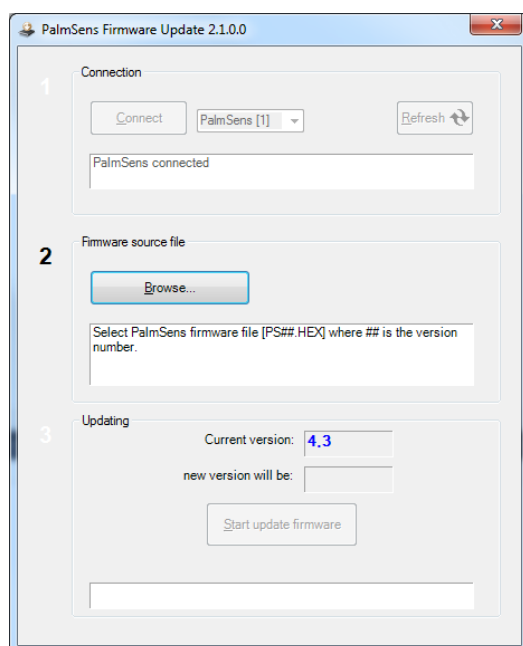 PalmSens Firmware Update 2.1.0.0
1
Connection
Connect
PalmSens [1]
Refresh
PalmSens connected
2
Firmware source file
Browse...
Select PalmSens firmware file [PS##.HEX] where ## is the version
number.
3
Updating
Current version:
4.3
new version will be:
Start update firmware